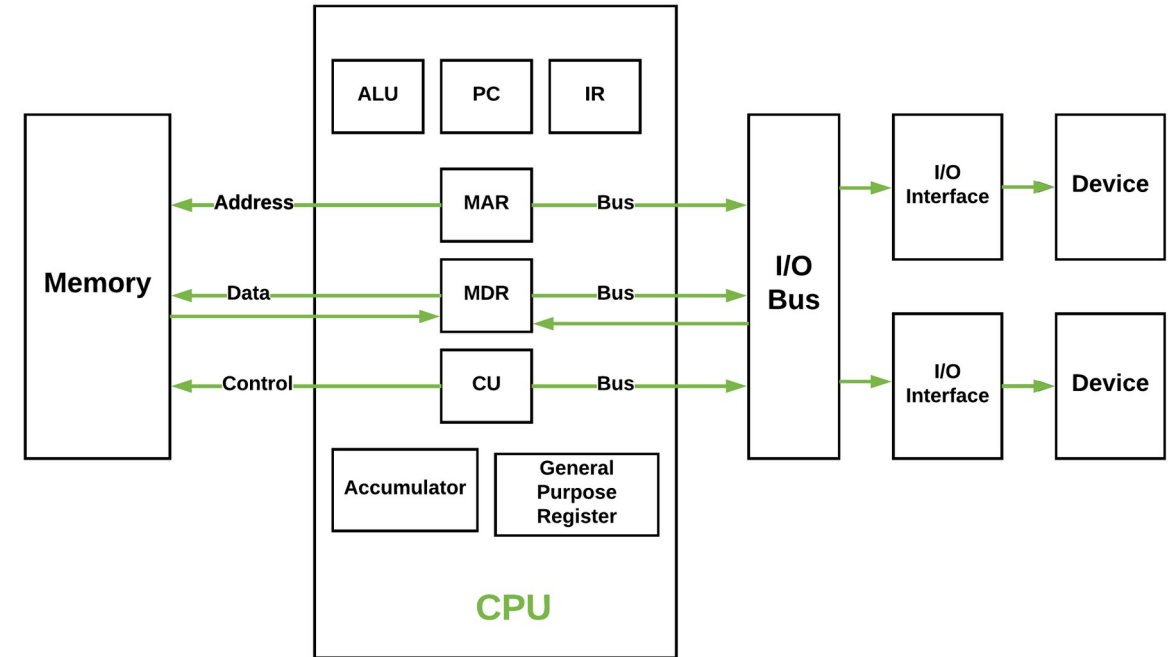 ALU
PC
IR
Memory
Address
MAR
Bus
Data
MDR
Bus
Control
CU
Bus
Accumulator
General
Purpose
Register
CPU
I/O
Bus
I/O
Interface
Device
I/O
Interface
Device